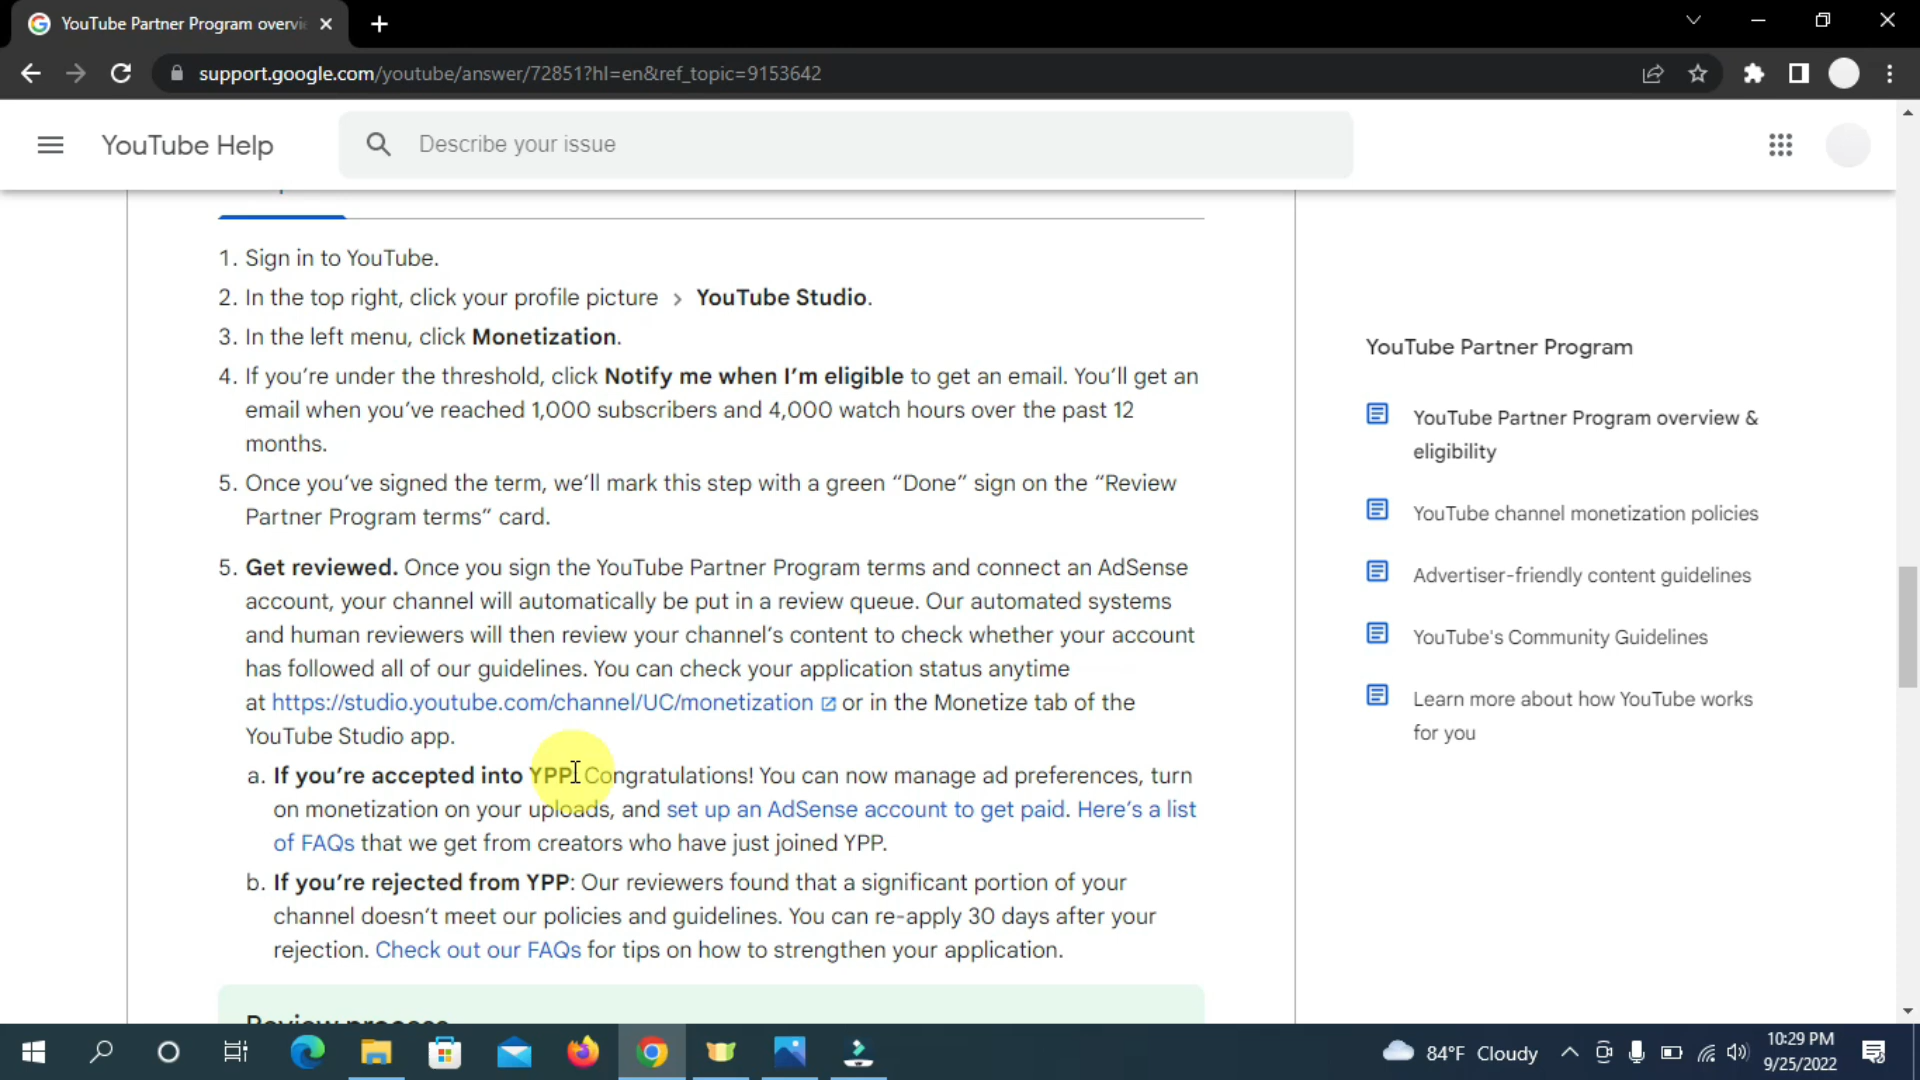 YouTube Partner Program overvi
support.google.com/youtube/answer/72851?hl=en&ref_topic=9153642
YouTube Help
Describe your issue
1. Sign in to YouTube.
2. In the top right, click your profile picture > YouTube Studio.
3. In the left menu, click Monetization.
4. If you’re under the threshold, click Notify me when I’m eligible to get an email. You’ll get an
email when you’ve reached 1,000 subscribers and 4,000 watch hours over the past 12
months.
5. Once you’ve signed the term, we’ll mark this step with a green “Done” sign on the “Review
Partner Program terms” card.
5. Get reviewed. Once you sign the YouTube Partner Program terms and connect an AdSense
account, your channel will automatically be put in a review queue. Our automated systems
and human reviewers will then review your channel’s content to check whether your account
has followed all of our guidelines. You can check your application status anytime
at https://studio.youtube.com/channel/UC/monetization or in the Monetize tab of the
YouTube Studio app.
a. If you’re accepted into YPP: Congratulations! You can now manage ad preferences, turn
on monetization on your uploads, and set up an AdSense account to get paid. Here’s a list
of FAQs that we get from creators who have just joined YPP.
b. If you’re rejected from YPP: Our reviewers found that a significant portion of your
channel doesn’t meet our policies and guidelines. You can re-apply 30 days after your
rejection. Check out our FAQs for tips on how to strengthen your application.
Review process
YouTube Partner Program
YouTube Partner Program overview &
eligibility
YouTube channel monetization policies
Advertiser-friendly content guidelines
YouTube's Community Guidelines
Learn more about how YouTube works
for you
84°F Cloudy
10:29 PM
9/25/2022